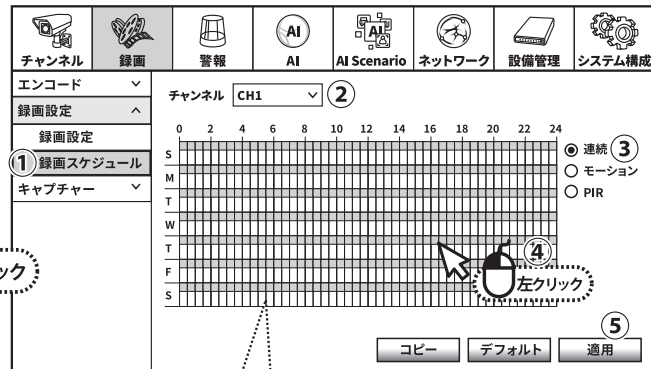 チャンネル 録画 警報 AI AI Scenario ネットワーク 設備管理 システム構成
AI
AI
エンコード
録画設定
録画設定
① 録画スケジュール
キャプチャー
チャンネル CH1 ②
0 2 4 6 8 10 12 14 16 18 20 22 24
S
M
T
W
T
F
S
連続 ③
モーション
PIR
④
左クリック
ック
⑤
コピー デフォルト 適用